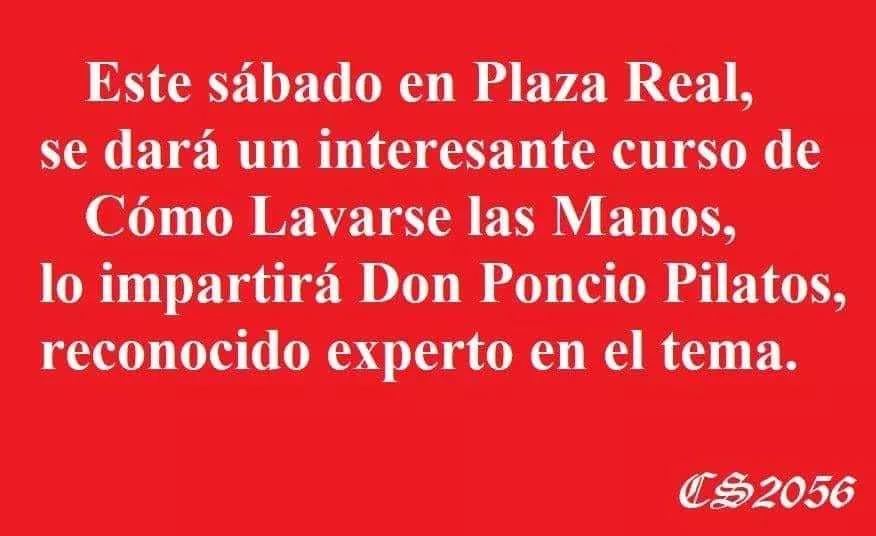 Este sábado en Plaza Real,
se dará un interesante curso de
Cómo Lavarse las Manos,
lo impartirá Don Poncio Pilatos,
reconocido experto en el tema.
CS2056